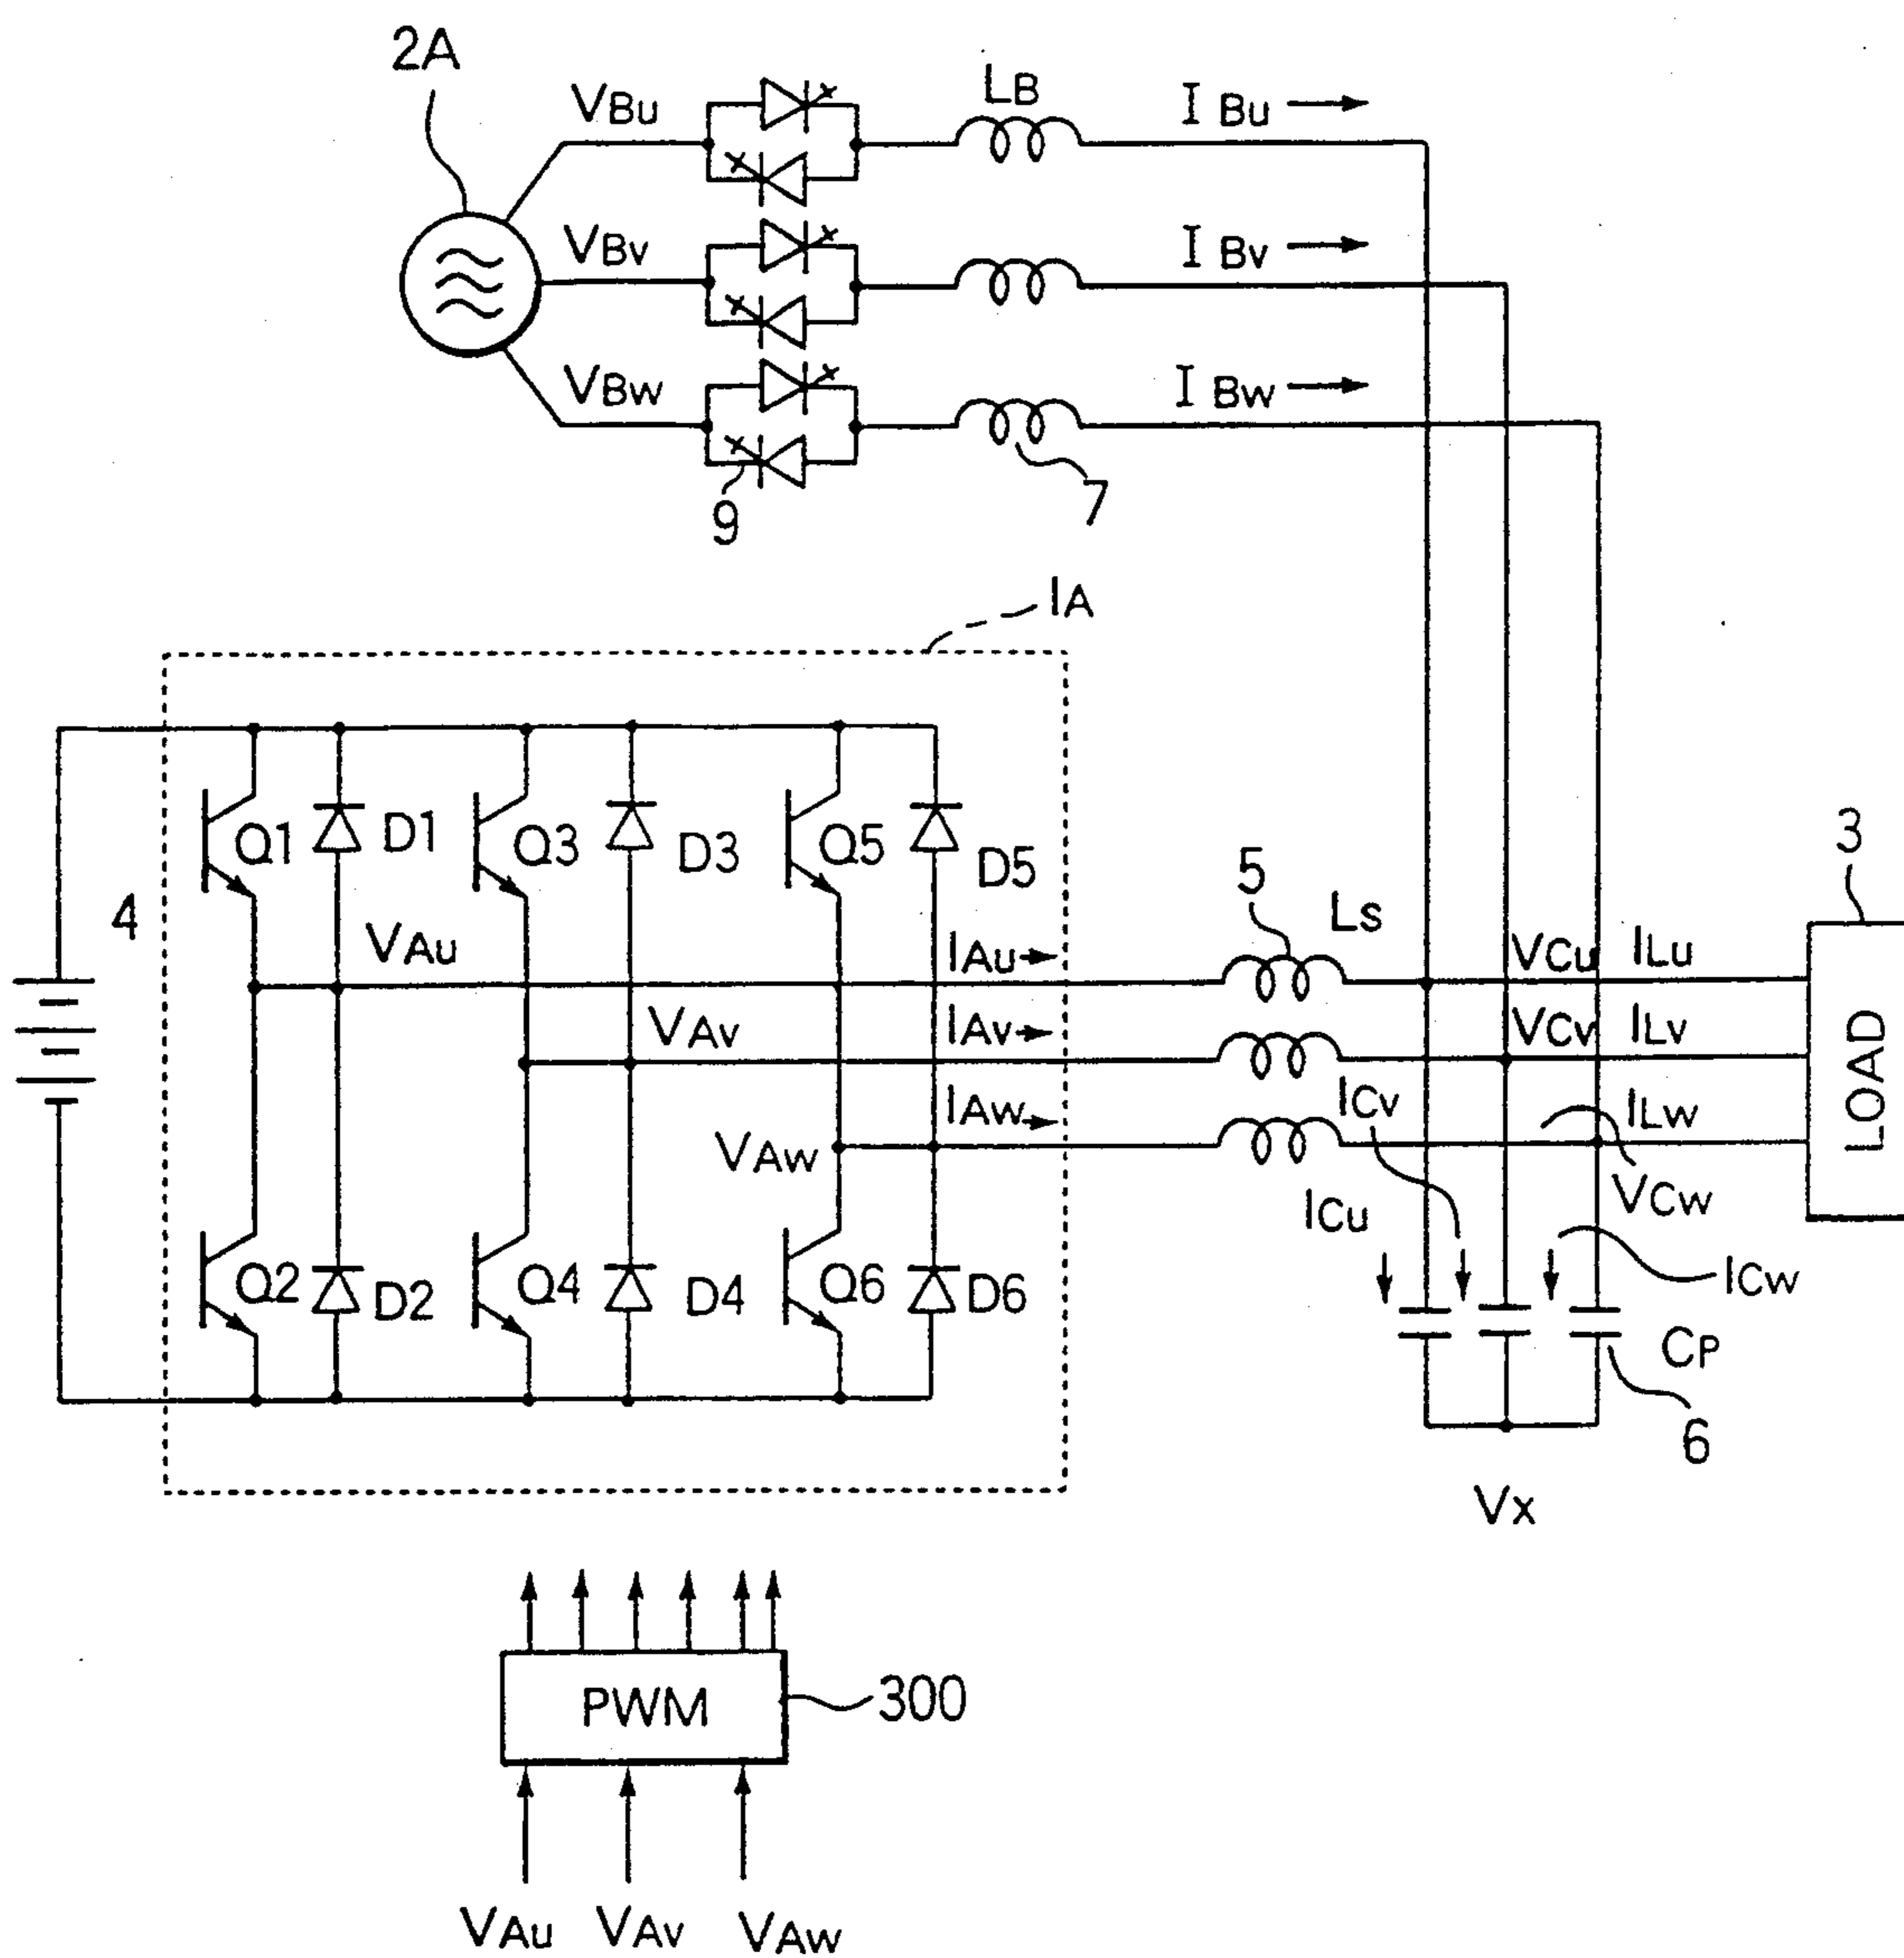 2A
VBu
LB
IBu
VBv
IBv
VBw
IBw
9
7
IA
4
Q1
D1
Q3
D3
Q5
D5
5
Ls
3
VAu
IAu
VCu
ILu
VAv
IAv
VCv
ILv
VAw
IAw
ICv
ILw
LOAD
ICu
VCw
Q2
D2
Q4
D4
Q6
D6
ICw
CP
6
Vx
PWM
300
VAu
VAv
VAw